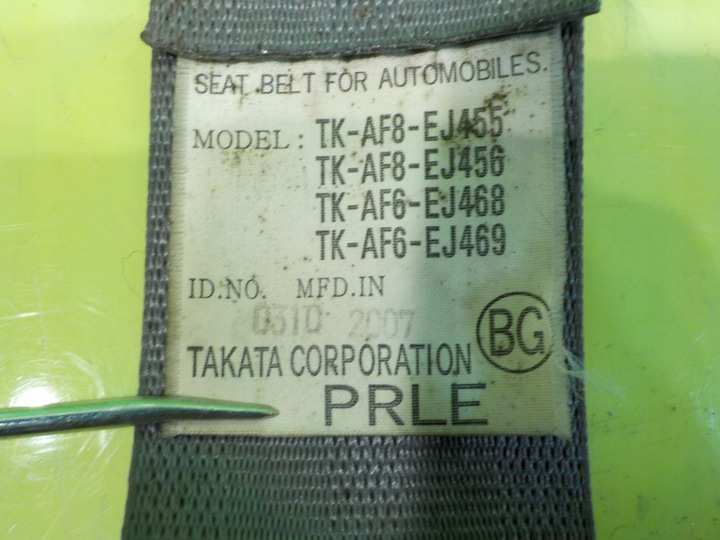 SEAT BELT FOR AUTOMOBILES.
MODEL : TK-AF8-EJ455
TK-AF8-EJ456
TK-AF6-EJ468
TK-AF6-EJ469
ID.NO. MFD.IN
031D 2007
TAKATA CORPORATION BG
PRLE